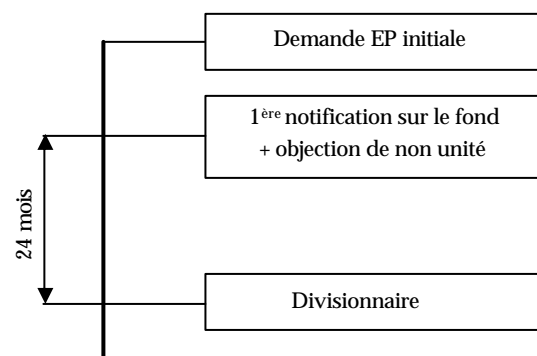 Demande EP initiale
1ère notification sur le fond
+ objection de non unité
24 mois
Divisionnaire